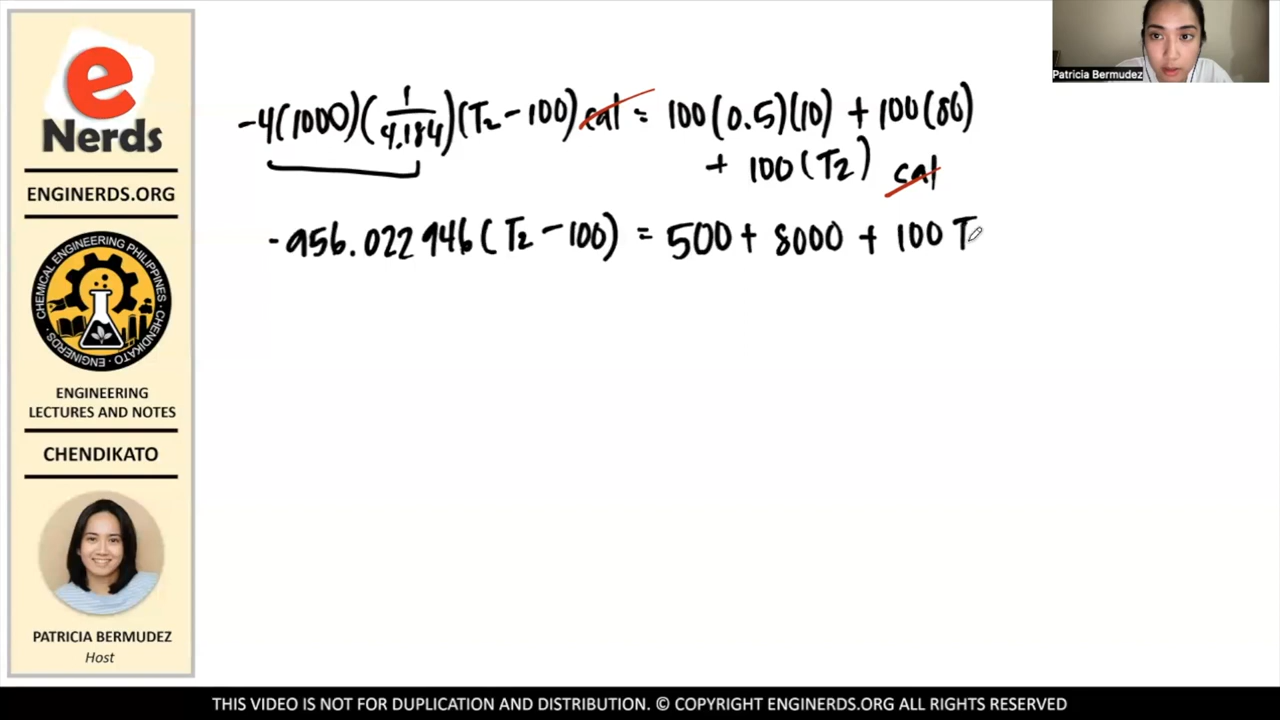 e
Nerds
ENGINERDS.ORG
CHEMICAL ENGINEERING PHILIPPINES
CHENDIKATO · ENGINERDS
ENGINEERING
LECTURES AND NOTES
CHENDIKATO
PATRICIA BERMUDEZ
Host
-4(1000)(1/4.184)(T₂-100)cal = 100(0.5)(10) + 100(80)
+ 100(T₂) cal
-956.022946(T₂-100) = 500 + 8000 + 100 T
Patricia Bermudez
THIS VIDEO IS NOT FOR DUPLICATION AND DISTRIBUTION. © COPYRIGHT ENGINERDS.ORG ALL RIGHTS RESERVED